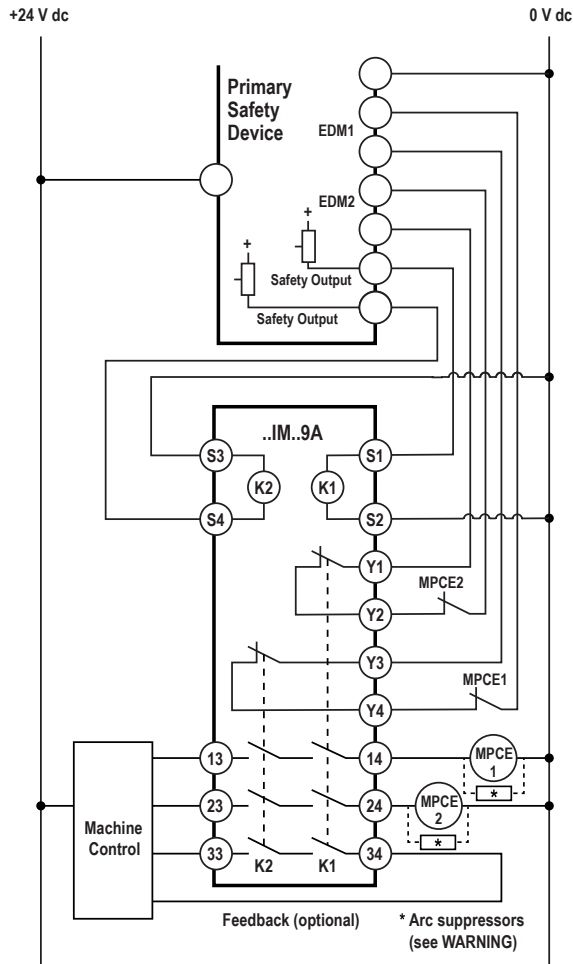 +24 V dc
0 V dc
Primary
Safety
Device
EDM1
EDM2
+
+
Safety Output
Safety Output
..IM..9A
S3
S1
K2
K1
S4
S2
Y1
MPCE2
Y2
Y3
MPCE1
Y4
13
14
MPCE
1
*
23
24
MPCE
2
*
Machine
Control
33
K2
K1
34
Feedback (optional)
* Arc suppressors
(see WARNING)